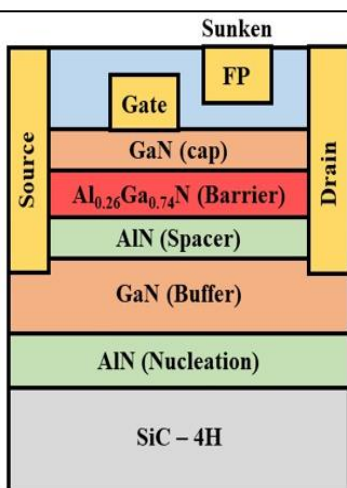 Sunken
FP
Gate
Source
Drain
GaN (cap)
Al₀.₂₆Ga₀.₇₄N (Barrier)
AlN (Spacer)
GaN (Buffer)
AlN (Nucleation)
SiC – 4H